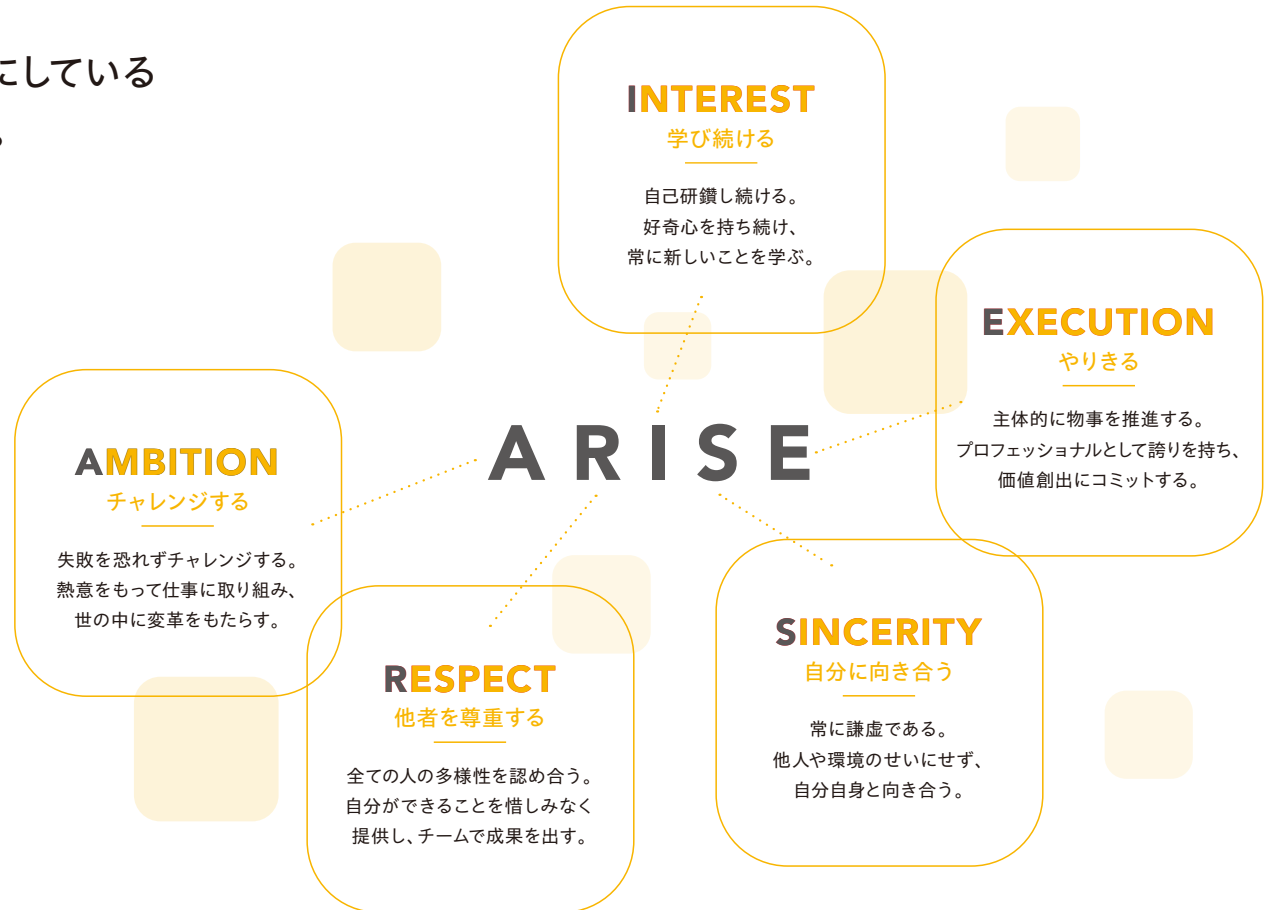 にしている
INTEREST
学び続ける
自己研鑽し続ける。
好奇心を持ち続け、
常に新しいことを学ぶ。
EXECUTION
やりきる
主体的に物事を推進する。
プロフェッショナルとして誇りを持ち、
価値創出にコミットする。
ARISE
AMBITION
チャレンジする
失敗を恐れずチャレンジする。
熱意をもって仕事に取り組み、
世の中に変革をもたらす。
RESPECT
他者を尊重する
全ての人の多様性を認め合う。
自分ができることを惜しみなく
提供し、チームで成果を出す。
SINCERITY
自分に向き合う
常に謙虚である。
他人や環境のせいにせず、
自分自身と向き合う。